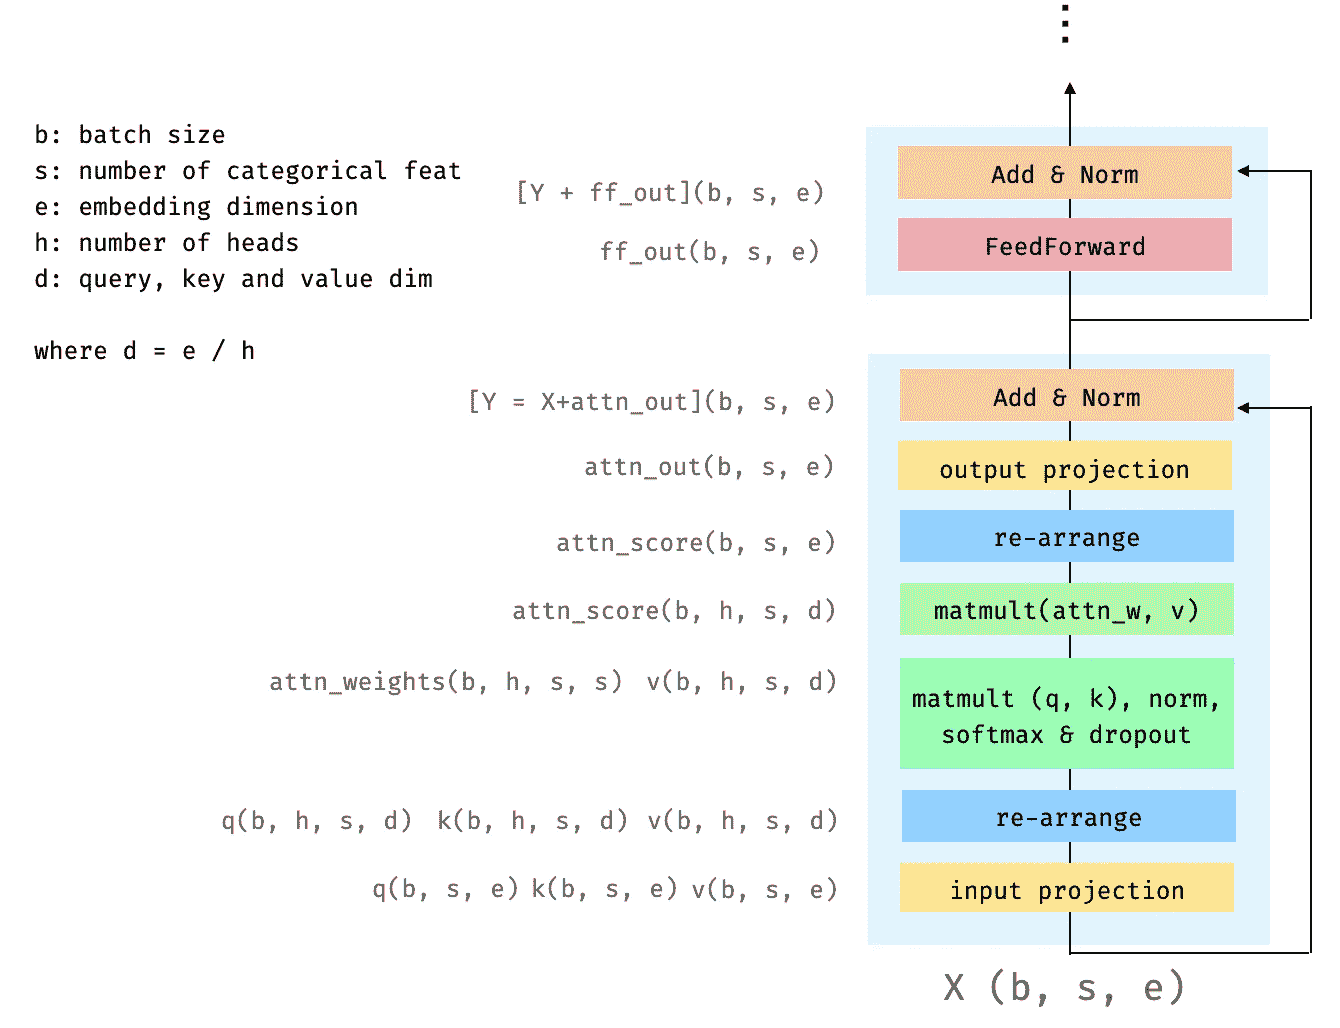 b: batch size
s: number of categorical feat
e: embedding dimension
h: number of heads
d: query, key and value dim
where d = e / h
[Y + ff_out](b, s, e)
ff_out(b, s, e)
[Y = X+attn_out](b, s, e)
attn_out(b, s, e)
attn_score(b, s, e)
attn_score(b, h, s, d)
attn_weights(b, h, s, s) v(b, h, s, d)
q(b, h, s, d) k(b, h, s, d) v(b, h, s, d)
q(b, s, e) k(b, s, e) v(b, s, e)
Add & Norm
FeedForward
Add & Norm
output projection
re-arrange
matmult(attn_w, v)
matmult (q, k), norm,
softmax & dropout
re-arrange
input projection
X (b, s, e)